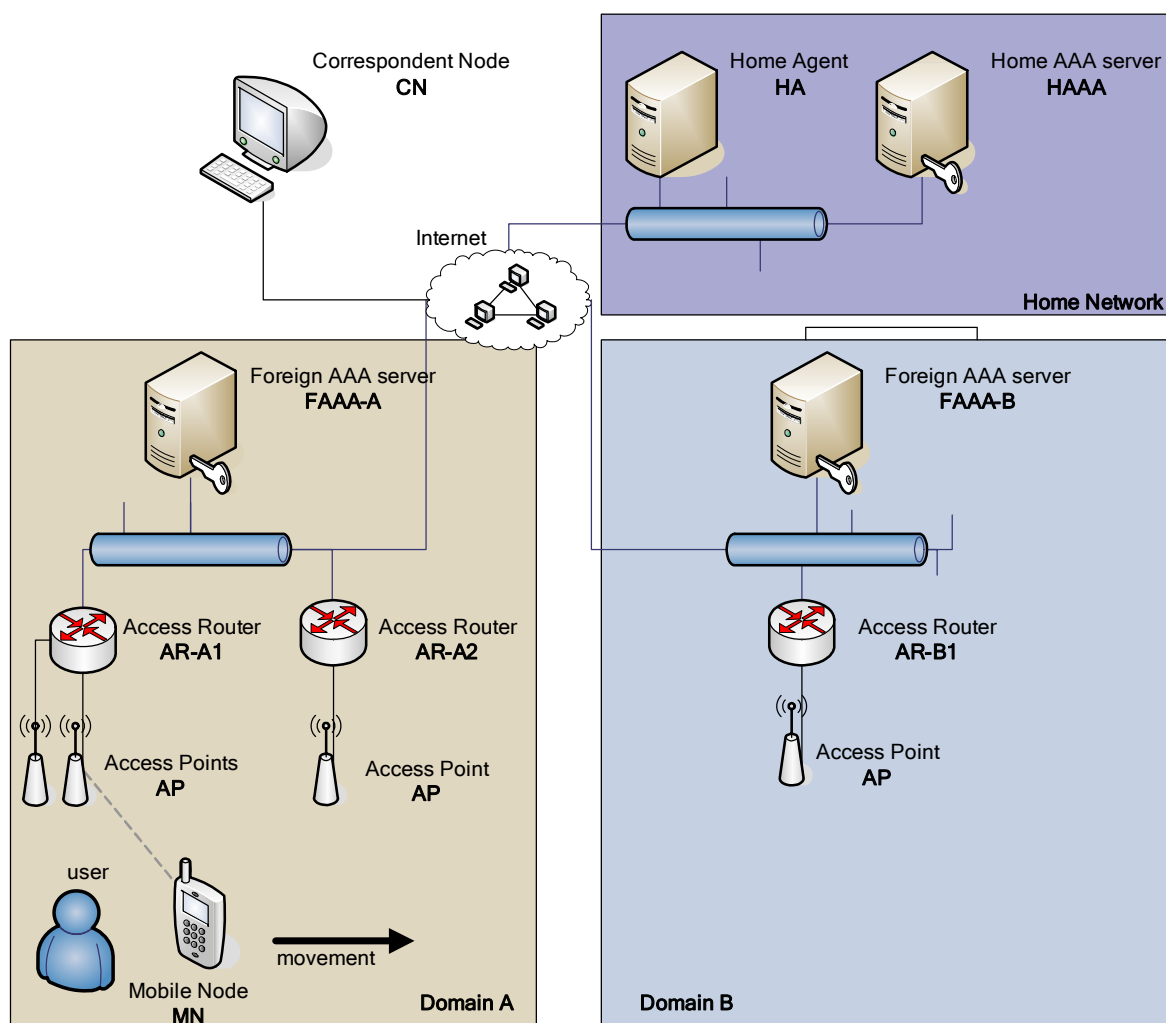 Correspondent Node
CN
Home Agent
HA
Home AAA server
HAAA
Internet
Home Network
Foreign AAA server
FAAA-A
Foreign AAA server
FAAA-B
Access Router
AR-A1
Access Router
AR-A2
Access Router
AR-B1
Access Points
AP
Access Point
AP
Access Point
AP
user
movement
Mobile Node
MN
Domain A
Domain B